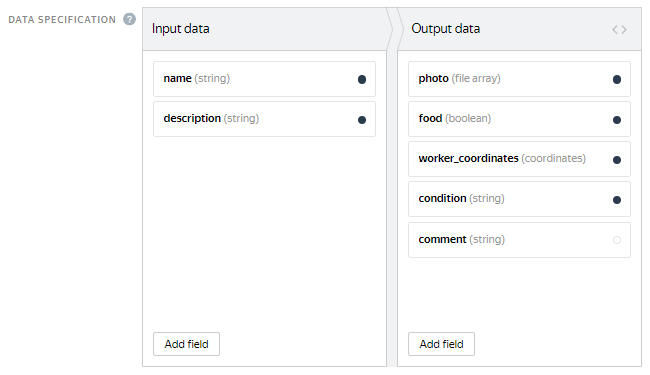 DATA SPECIFICATION ?
Input data
name (string)
description (string)
Add field
Output data <>
photo (file array)
food (boolean)
worker_coordinates (coordinates)
condition (string)
comment (string)
Add field